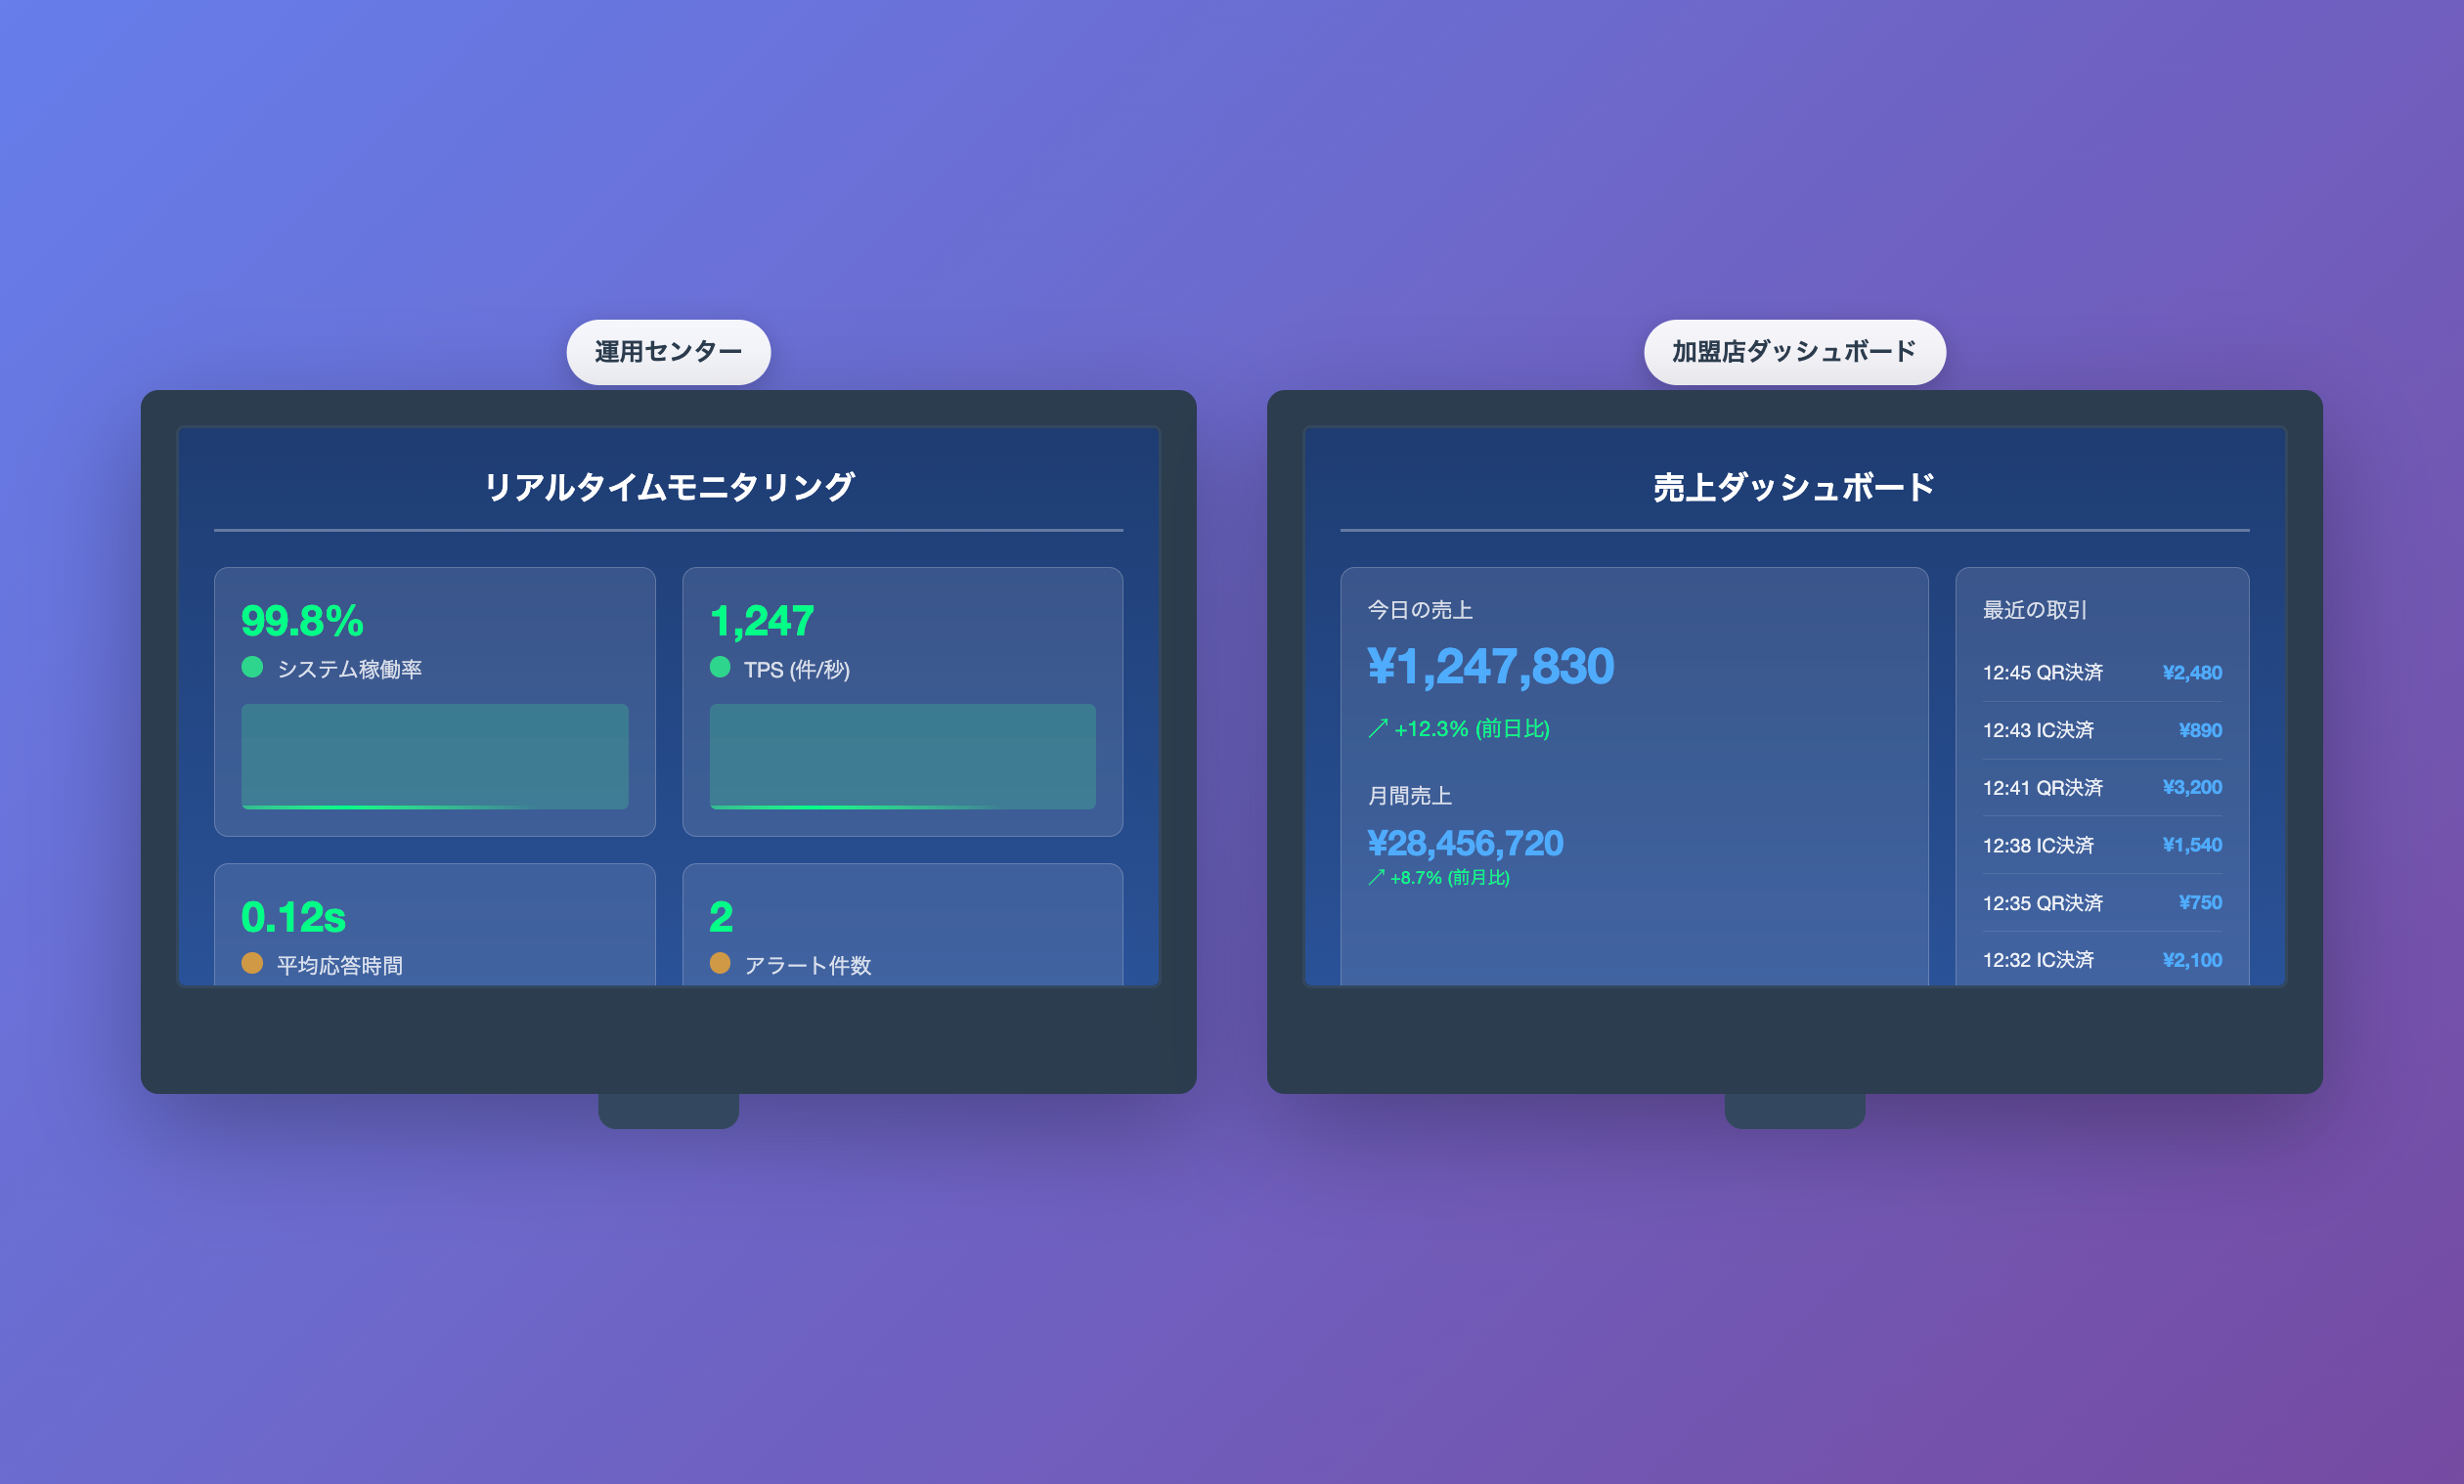 運用センター
リアルタイムモニタリング
99.8%
システム稼働率
1,247
TPS (件/秒)
0.12s
平均応答時間
2
アラート件数
加盟店ダッシュボード
売上ダッシュボード
今日の売上
¥1,247,830
↗ +12.3% (前日比)
月間売上
¥28,456,720
↗ +8.7% (前月比)
最近の取引
12:45 QR決済 ¥2,480
12:43 IC決済 ¥890
12:41 QR決済 ¥3,200
12:38 IC決済 ¥1,540
12:35 QR決済 ¥750
12:32 IC決済 ¥2,100